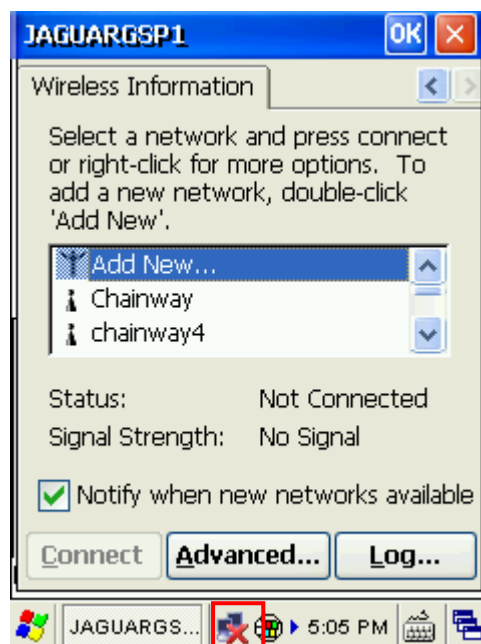 JAGUARGSP1 OK
Wireless Information
Select a network and press connect
or right-click for more options. To
add a new network, double-click
'Add New'.
Add New...
Chainway
chainway4
Status: Not Connected
Signal Strength: No Signal
Notify when new networks available
Connect Advanced... Log...
JAGUARGS... 5:05 PM